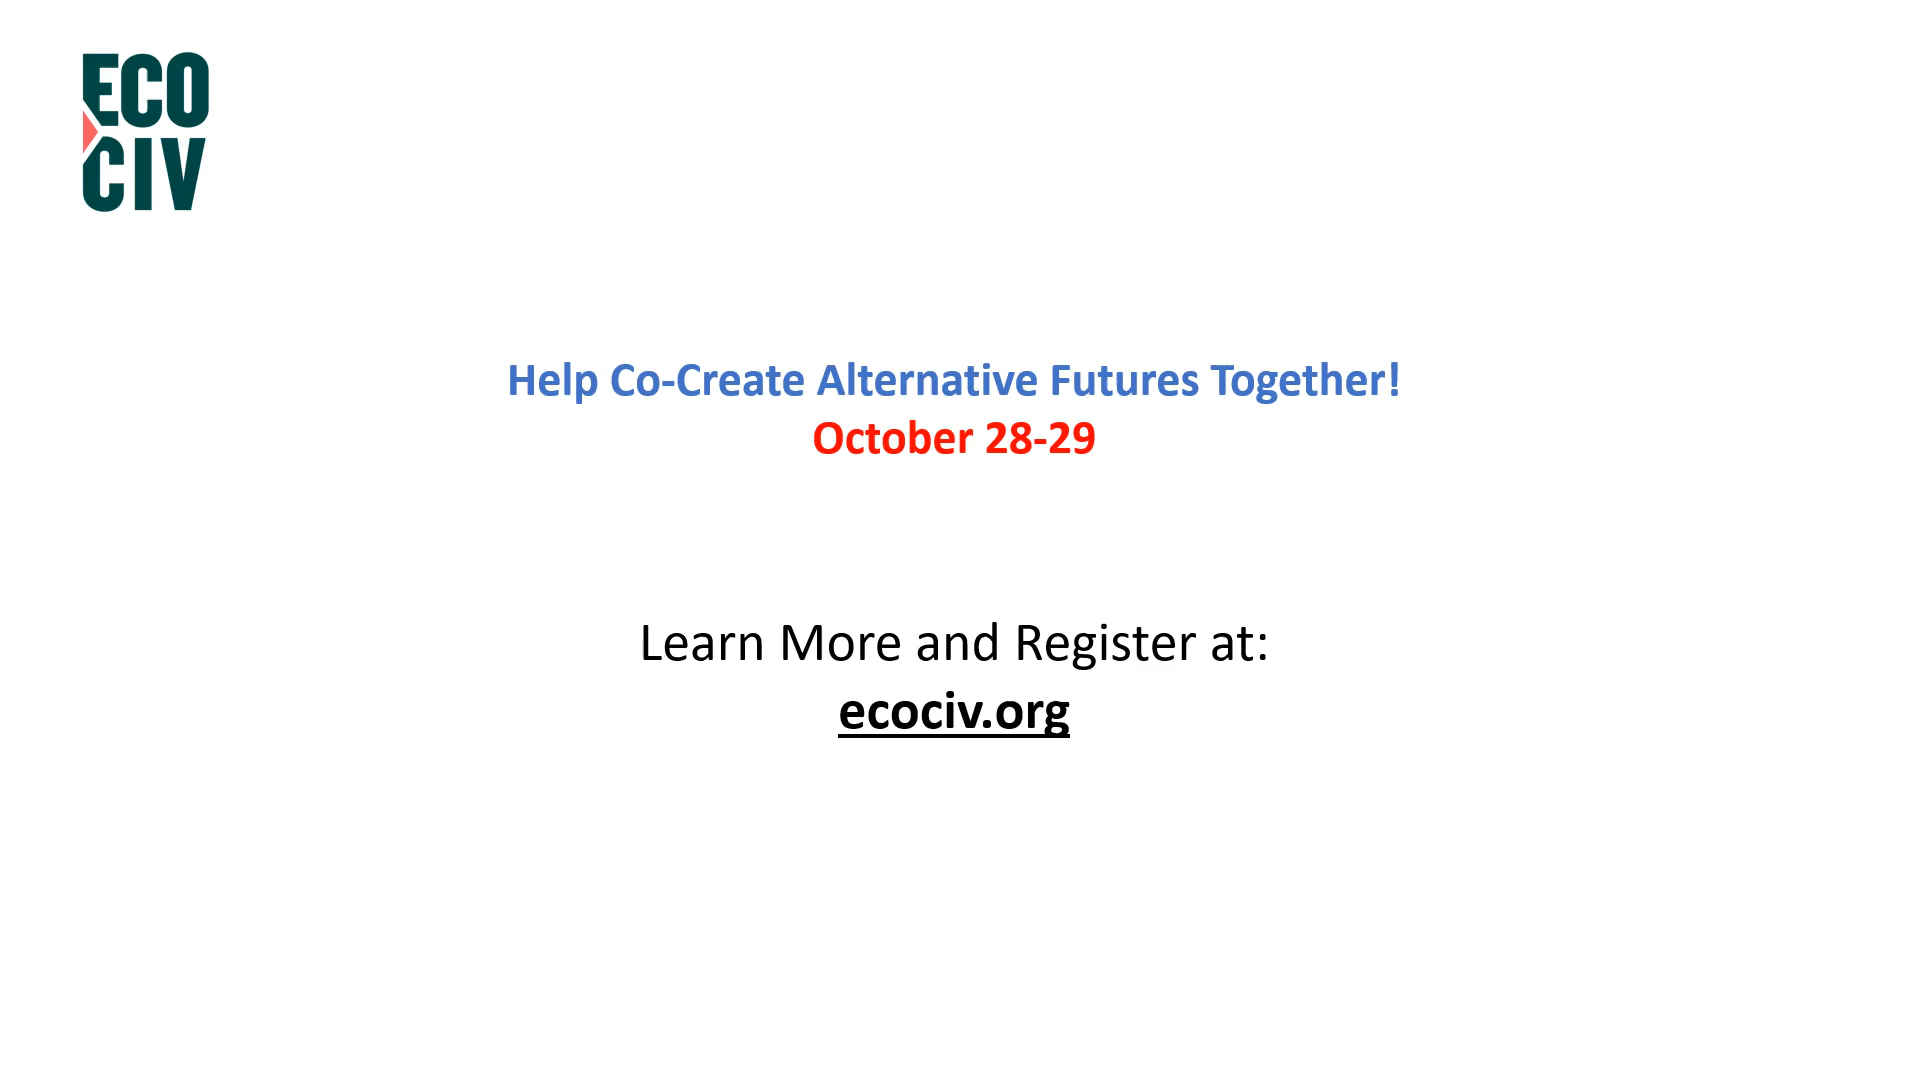 ECO
CIV
Help Co-Create Alternative Futures Together!
October 28-29
Learn More and Register at:
ecociv.org